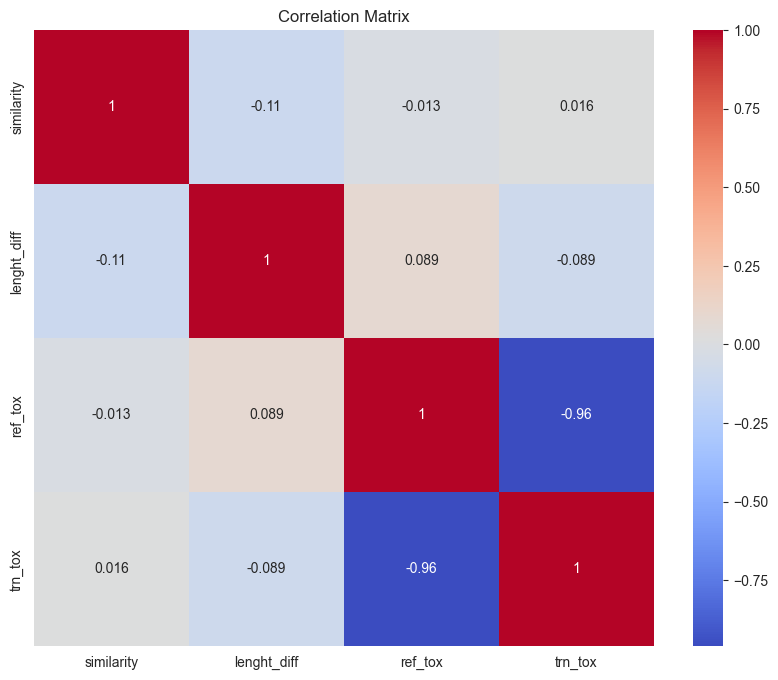 Correlation Matrix
similarity
1
-0.11
-0.013
0.016
lenght_diff
-0.11
1
0.089
-0.089
ref_tox
-0.013
0.089
1
-0.96
trn_tox
0.016
-0.089
-0.96
1
similarity
lenght_diff
ref_tox
trn_tox
1.00
0.75
0.50
0.25
0.00
−0.25
−0.50
−0.75